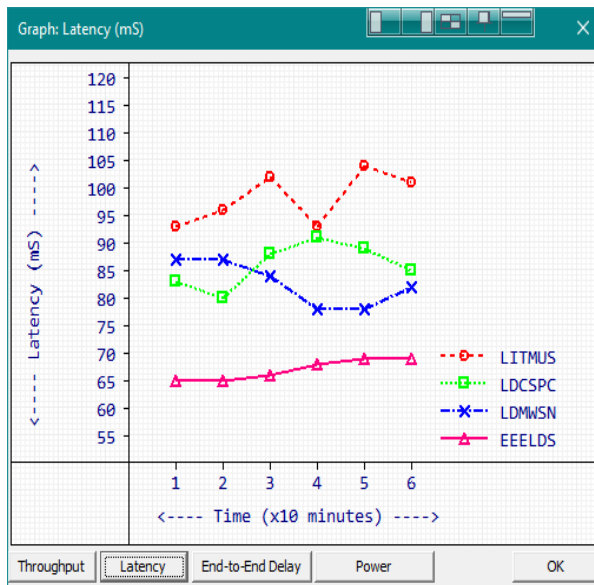 Graph: Latency (mS)
120
115
110
105
100
95
90
85
80
75
70
65
60
55
<---- Latency (mS) ---->
LITMUS
LDCSPC
LDMWSN
EEELDS
1 2 3 4 5 6
<---- Time (x10 minutes) ---->
Throughput Latency End-to-End Delay Power OK